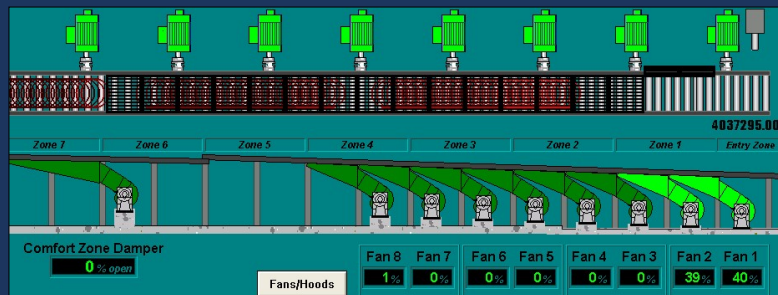 4037295.00
Zone 7 Zone 6 Zone 5 Zone 4 Zone 3 Zone 2 Zone 1 Entry Zone
Comfort Zone Damper
0 % open
Fans/Hoods
Fan 8 Fan 7 Fan 6 Fan 5 Fan 4 Fan 3 Fan 2 Fan 1
1 % 0 % 0 % 0 % 0 % 0 % 39 % 40 %